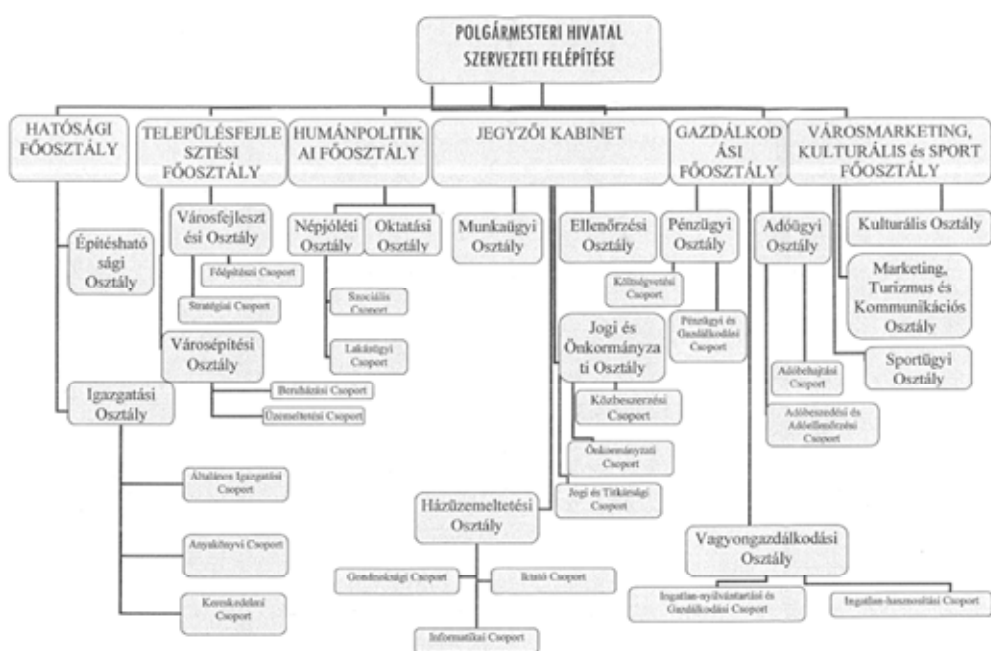 POLGÁRMESTERI HIVATAL
SZERVEZETI FELÉPÍTÉSE
HATÓSÁGI
FŐOSZTÁLY
TELEPÜLÉSFEJLE
SZTÉSI
FŐOSZTÁLY
HUMÁNPOLITIK
AI FŐOSZTÁLY
JEGYZŐI KABINET
GAZDÁLKOD
ÁSI
FŐOSZTÁLY
VÁROSMARKETING,
KULTURÁLIS és SPORT
FŐOSZTÁLY
Építésható
sági
Osztály
Igazgatási
Osztály
Általános Igazgatási
Csoport
Anyakönyvi Csoport
Kereskedelmi
Csoport
Városfejleszt
ési Osztály
Főépítészi Csoport
Stratégiai Csoport
Városépítési
Osztály
Beruházási Csoport
Üzemeltetési Csoport
Népjóléti
Osztály
Oktatási
Osztály
Szociális
Csoport
Lakásügyi
Csoport
Munkaügyi
Osztály
Ellenőrzési
Osztály
Jogi és
Önkormányza
ti Osztály
Közbeszerzési
Csoport
Önkormányzati
Csoport
Jogi és Titkársági
Csoport
Házüzemeltetési
Osztály
Gondnoksági Csoport
Iktató Csoport
Informatikai Csoport
Pénzügyi
Osztály
Költségvetési
Csoport
Pénzügyi és
Gazdálkodási
Csoport
Adóügyi
Osztály
Adóbehajtási
Csoport
Adóbeszedési és
Adóellenőrzési
Csoport
Vagyongazdálkodási
Osztály
Ingatlan-nyilvántartási és
Gazdálkodási Csoport
Ingatlan-hasznosítási Csoport
Kulturális Osztály
Marketing,
Turizmus és
Kommunikációs
Osztály
Sportügyi
Osztály